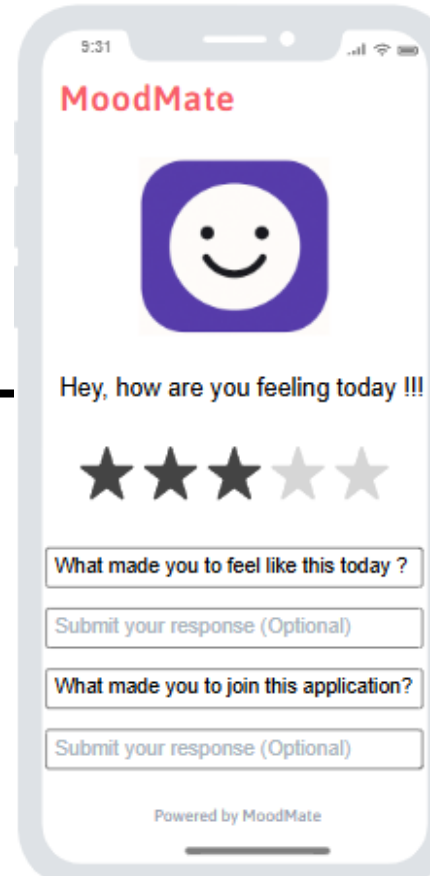 9:31
MoodMate
Hey, how are you feeling today !!!
What made you to feel like this today ?
Submit your response (Optional)
What made you to join this application?
Submit your response (Optional)
Powered by MoodMate